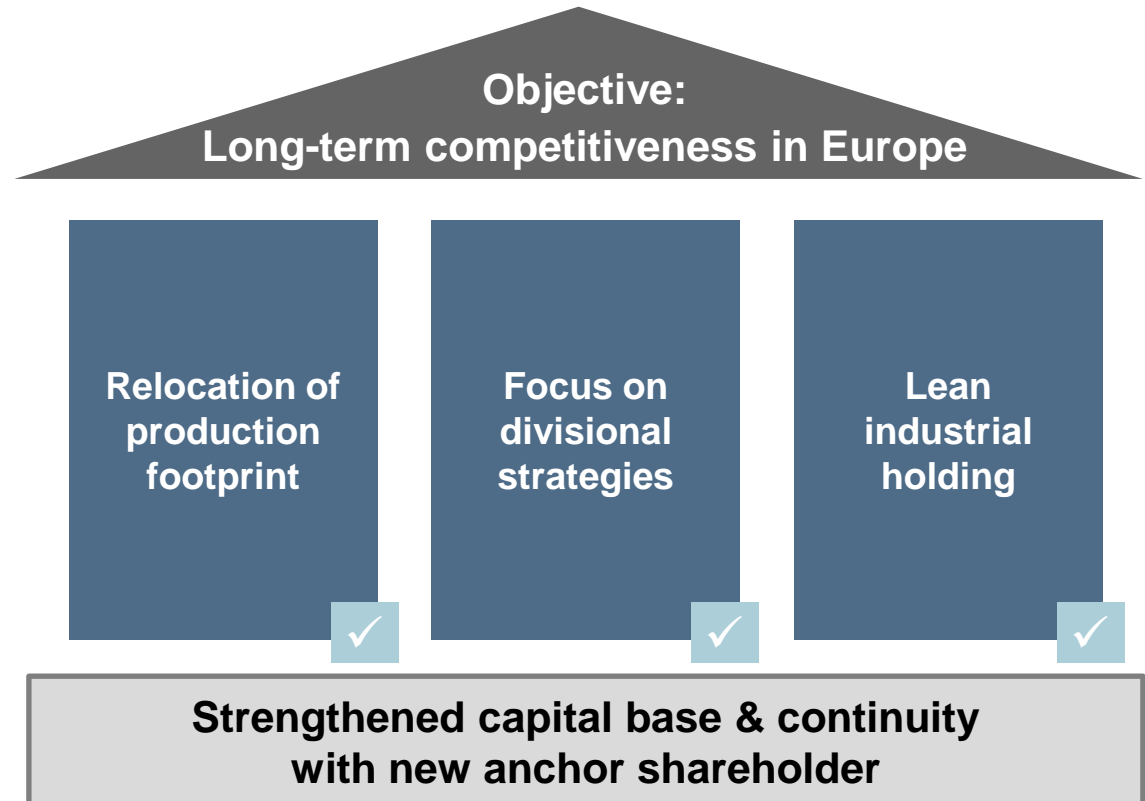 Objective:
Long-term competitiveness in Europe
Relocation of
production
footprint
Focus on
divisional
strategies
Lean
industrial
holding
Strengthened capital base & continuity
with new anchor shareholder